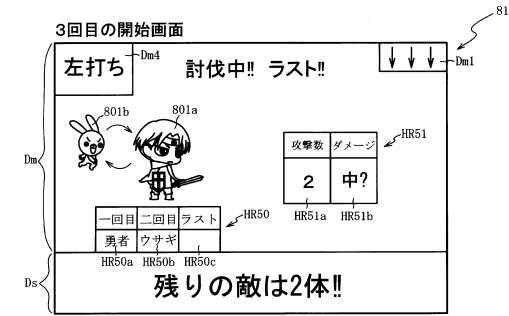 81
3回目の開始画面
左打ち
Dm4
討伐中!! ラスト!!
↓ ↓ ↓
Dm1
801b
801a
Dm
攻撃数 ダメージ
HR51
2 中?
HR51a HR51b
一回目 二回目 ラスト
HR50
勇者 ウサギ
HR50a HR50b HR50c
Ds
残りの敵は2体!!